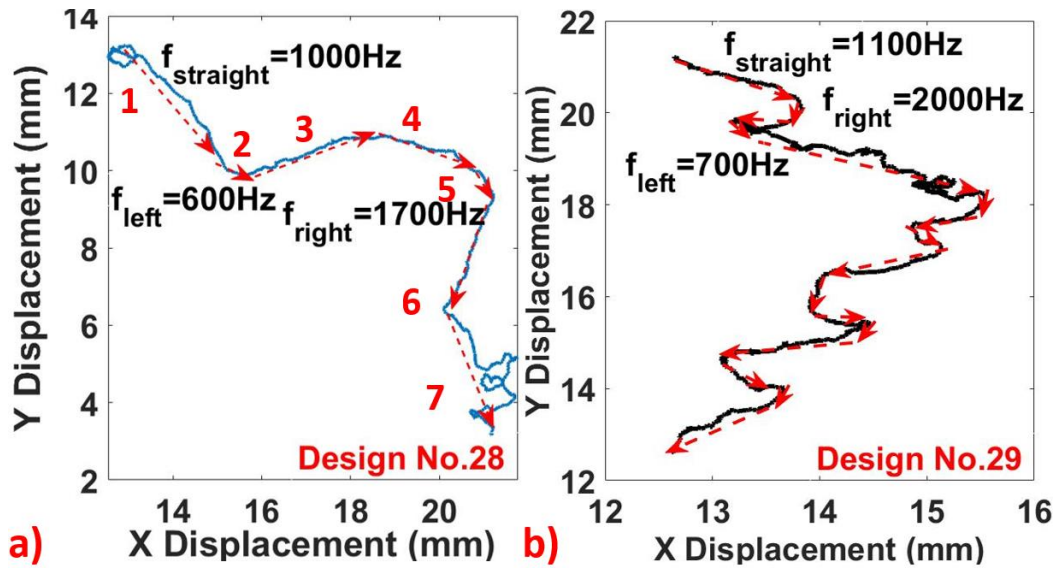 14
12
10
8
6
4
2
14
16
18
20
Y Displacement (mm)
X Displacement (mm)
f straight =1000Hz
1
2
3
4
f left =600Hz
f right =1700Hz
5
6
7
Design No.28
a)
22
20
18
16
14
12
12
13
14
15
16
Y Displacement (mm)
X Displacement (mm)
f straight =1100Hz
f right =2000Hz
f left =700Hz
Design No.29
b)